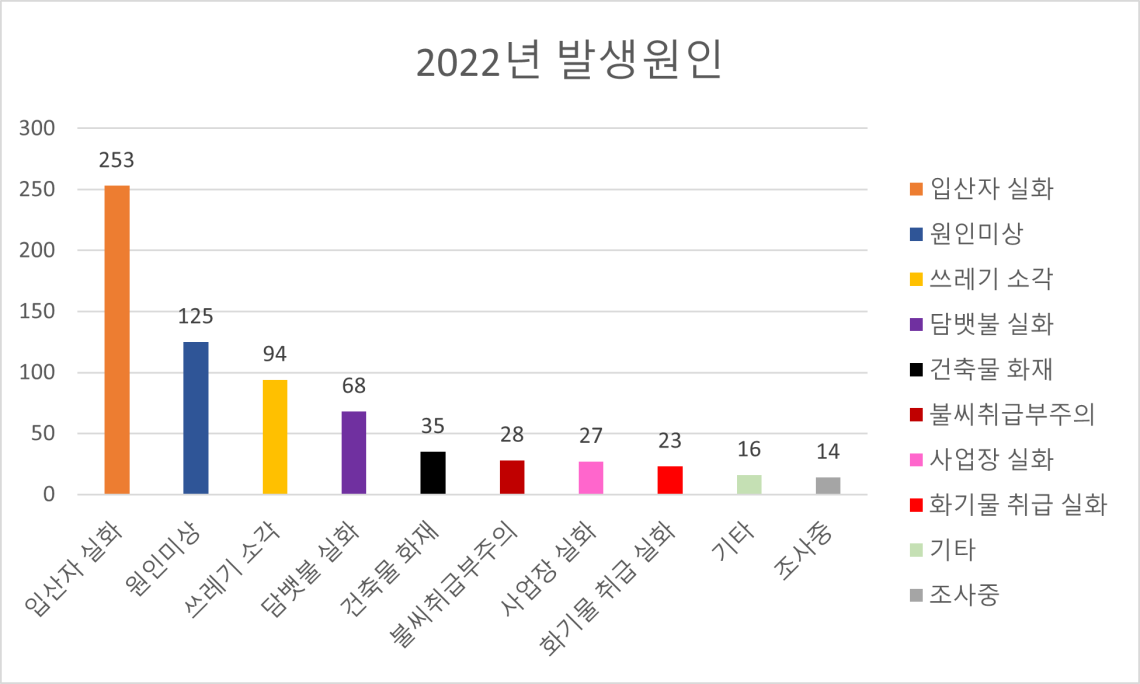 2022년 발생원인
300
250
200
150
100
50
0
253
125
94
68
35
28
27
23
16
14
입산자 실화
원인미상
쓰레기 소각
담뱃불 실화
건축물 화재
불씨취급부주의
사업장 실화
화기물 취급 실화
기타
조사중
입산자 실화
원인미상
쓰레기 소각
담뱃불 실화
건축물 화재
불씨취급부주의
사업장 실화
화기물 취급 실화
기타
조사중